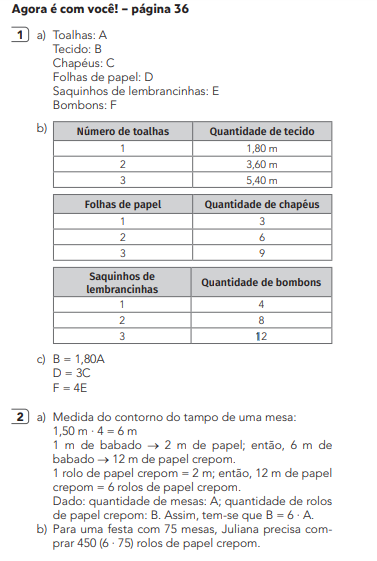 Agora é com você! – página 36
1 a) Toalhas: A
Tecido: B
Chapéus: C
Folhas de papel: D
Saquinhos de lembrancinhas: E
Bombons: F
b) Número de toalhas Quantidade de tecido
1 1,80 m
2 3,60 m
3 5,40 m
Folhas de papel Quantidade de chapéus
1 3
2 6
3 9
Saquinhos de
lembrancinhas Quantidade de bombons
1 4
2 8
3 12
c) B = 1,80A
D = 3C
F = 4E
2 a) Medida do contorno do tampo de uma mesa:
1,50 m · 4 = 6 m
1 m de babado → 2 m de papel; então, 6 m de
babado → 12 m de papel crepom.
1 rolo de papel crepom = 2 m; então, 12 m de papel
crepom = 6 rolos de papel crepom.
Dado: quantidade de mesas: A; quantidade de rolos
de papel crepom: B. Assim, tem-se que B = 6 · A.
b) Para uma festa com 75 mesas, Juliana precisa com-
prar 450 (6 · 75) rolos de papel crepom.